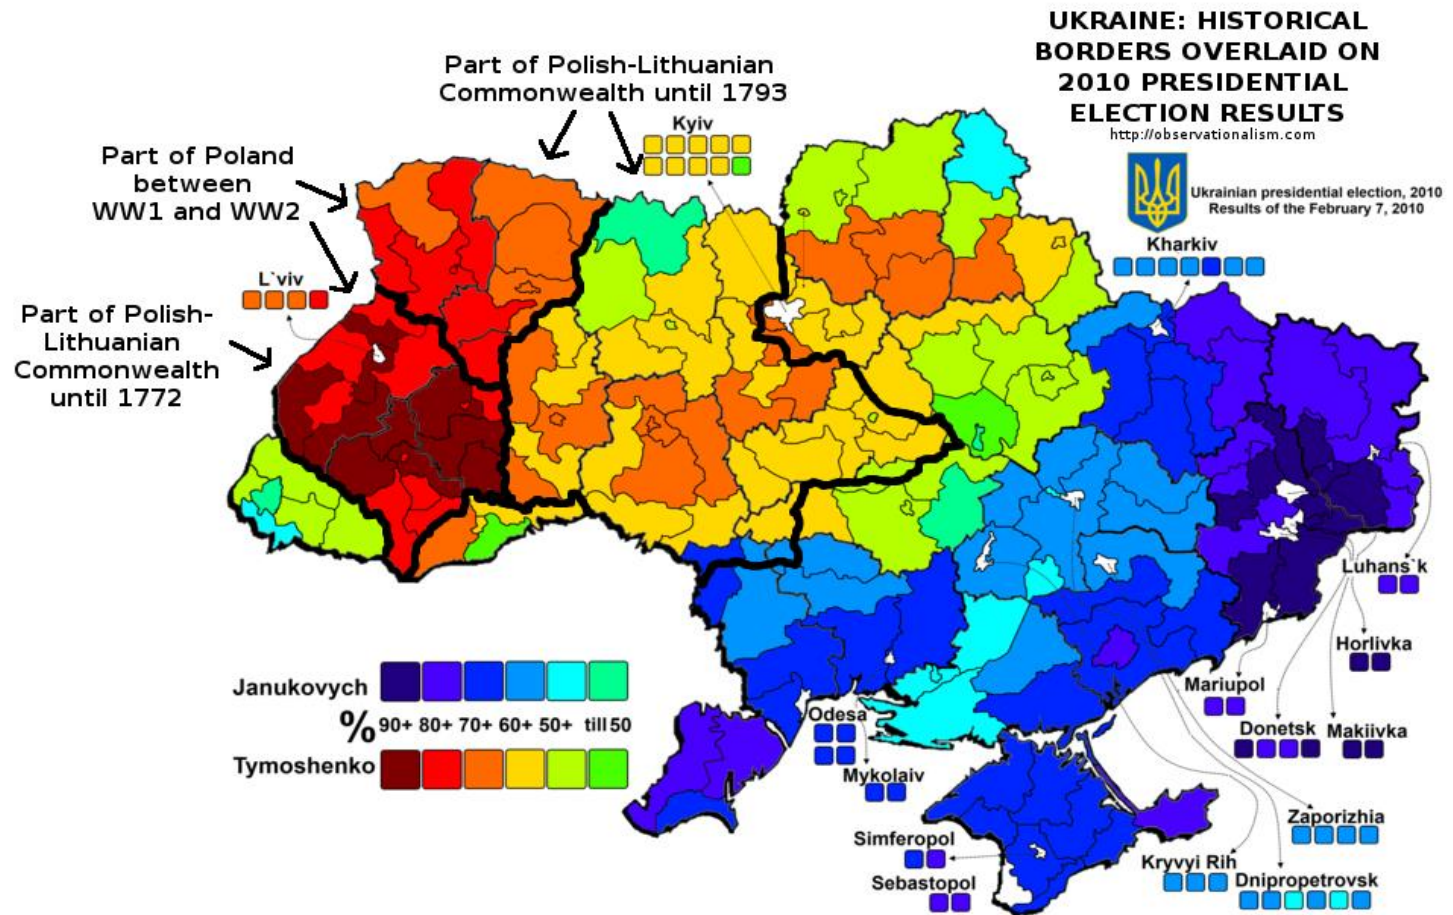 UKRAINE: HISTORICAL
BORDERS OVERLAID ON
2010 PRESIDENTIAL
ELECTION RESULTS
http://observationalism.com
Ukrainian presidential election, 2010
Results of the February 7, 2010
Part of Polish-Lithuanian
Commonwealth until 1793
Kyiv
Part of Poland
between
WW1 and WW2
Kharkiv
L`viv
Part of Polish-
Lithuanian
Commonwealth
until 1772
Luhans`k
Horlivka
Mariupol
Donetsk
Makiivka
Janukovych
% 90+ 80+ 70+ 60+ 50+ till 50
Tymoshenko
Odesa
Mykolaiv
Zaporizhia
Simferopol
Sebastopol
Kryvyi Rih
Dnipropetrovsk